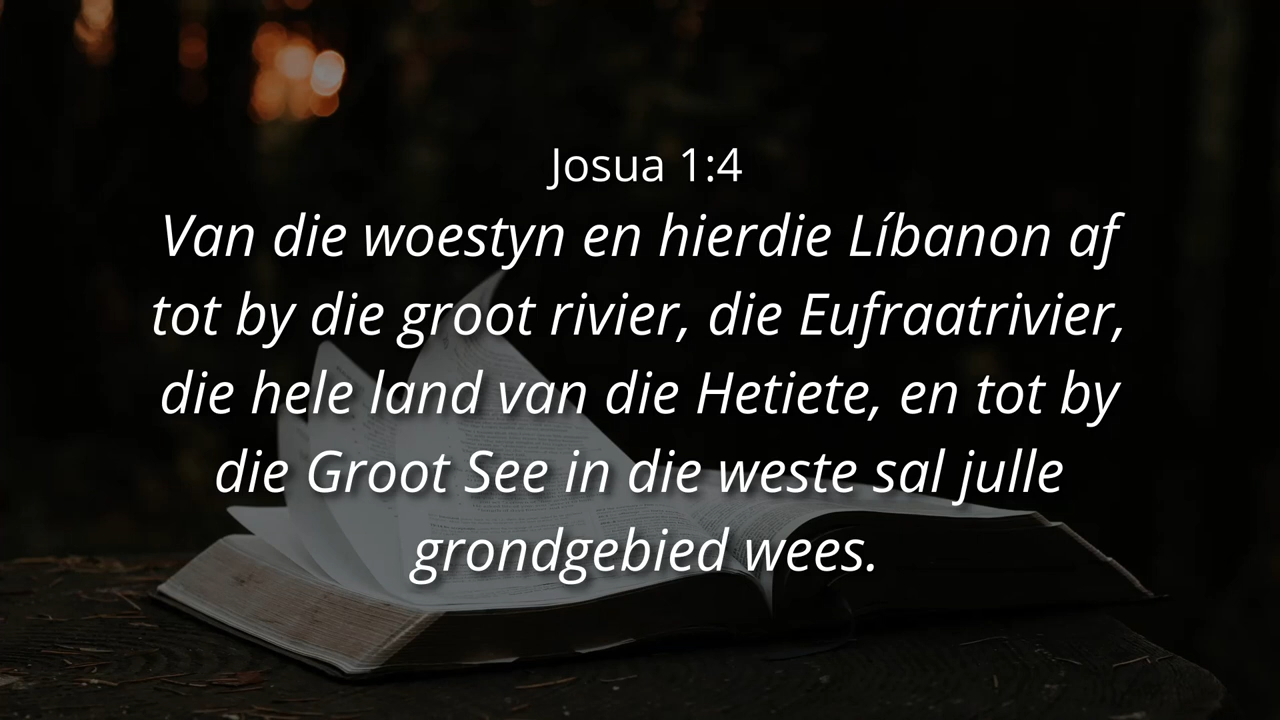 Josua 1:4
Van die woestyn en hierdie Líbanon af
tot by die groot rivier, die Eufraatrivier,
die hele land van die Hetiete, en tot by
die Groot See in die weste sal julle
grondgebied wees.